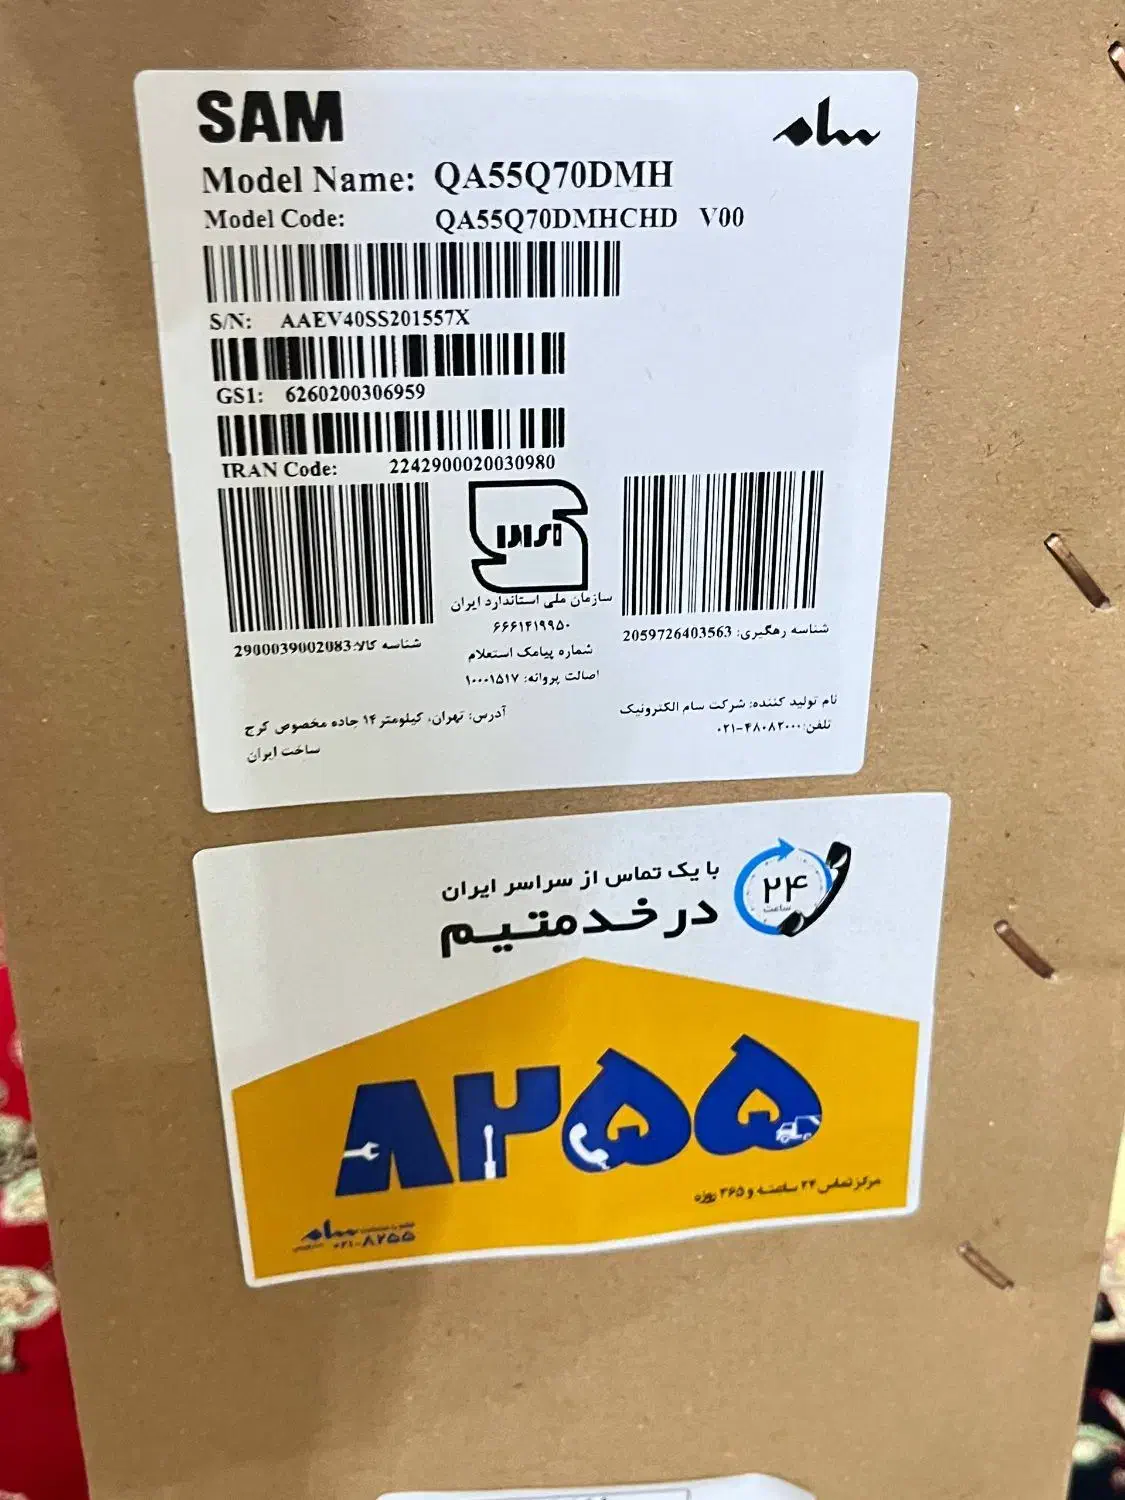 SAM
سام
Model Name: QA55Q70DMH
Model Code: QA55Q70DMHCHD V00
S/N: AAEV40SS201557X
GS1: 6260200306959
IRAN Code: 2242900020030980
سازمان ملی استاندارد ایران
۶۶۶۱۴۱۹۹۵۰
شماره پیامک استعلام
اصالت پروانه: ۱۰۰۰۱۵۱۷
شناسه رهگیری: 2059726403563
شناسه کالا: 2900039002083
نام تولید کننده: شرکت سام الکترونیک
تلفن: ۰۲۱-۴۸۰۸۲۰۰۰
آدرس: تهران، کیلومتر ۱۴ جاده مخصوص کرج
ساخت ایران
۲۴
ساعت
با یک تماس از سراسر ایران
در خدمتیم
۸۲۵۵
مرکز تماس ۲۴ ساعته و ۳۶۵ روزه
سام
۰۲۱-۸۲۵۵